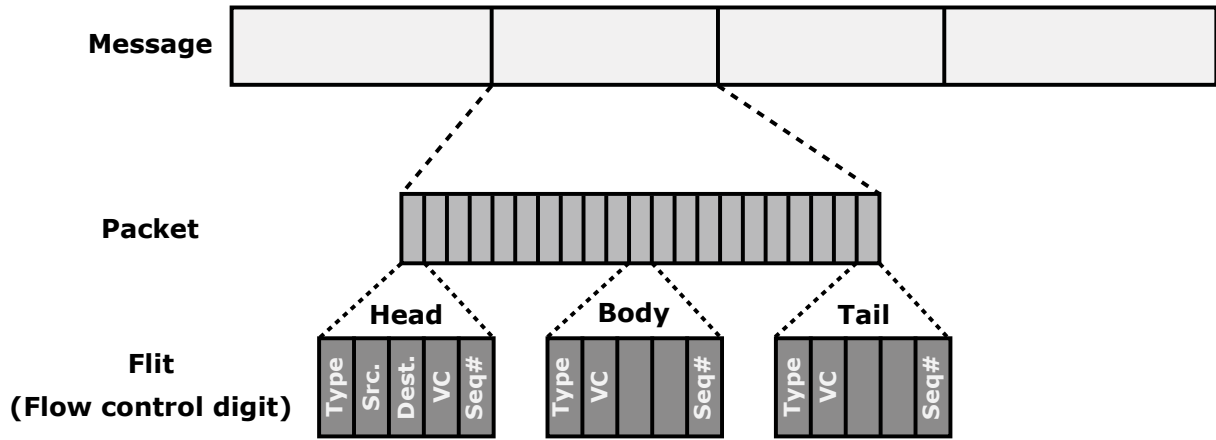 Message
Packet
Head
Body
Tail
Flit
(Flow control digit)
Type
Src.
Dest.
VC
Seq#
Type
VC
Seq#
Type
VC
Seq#